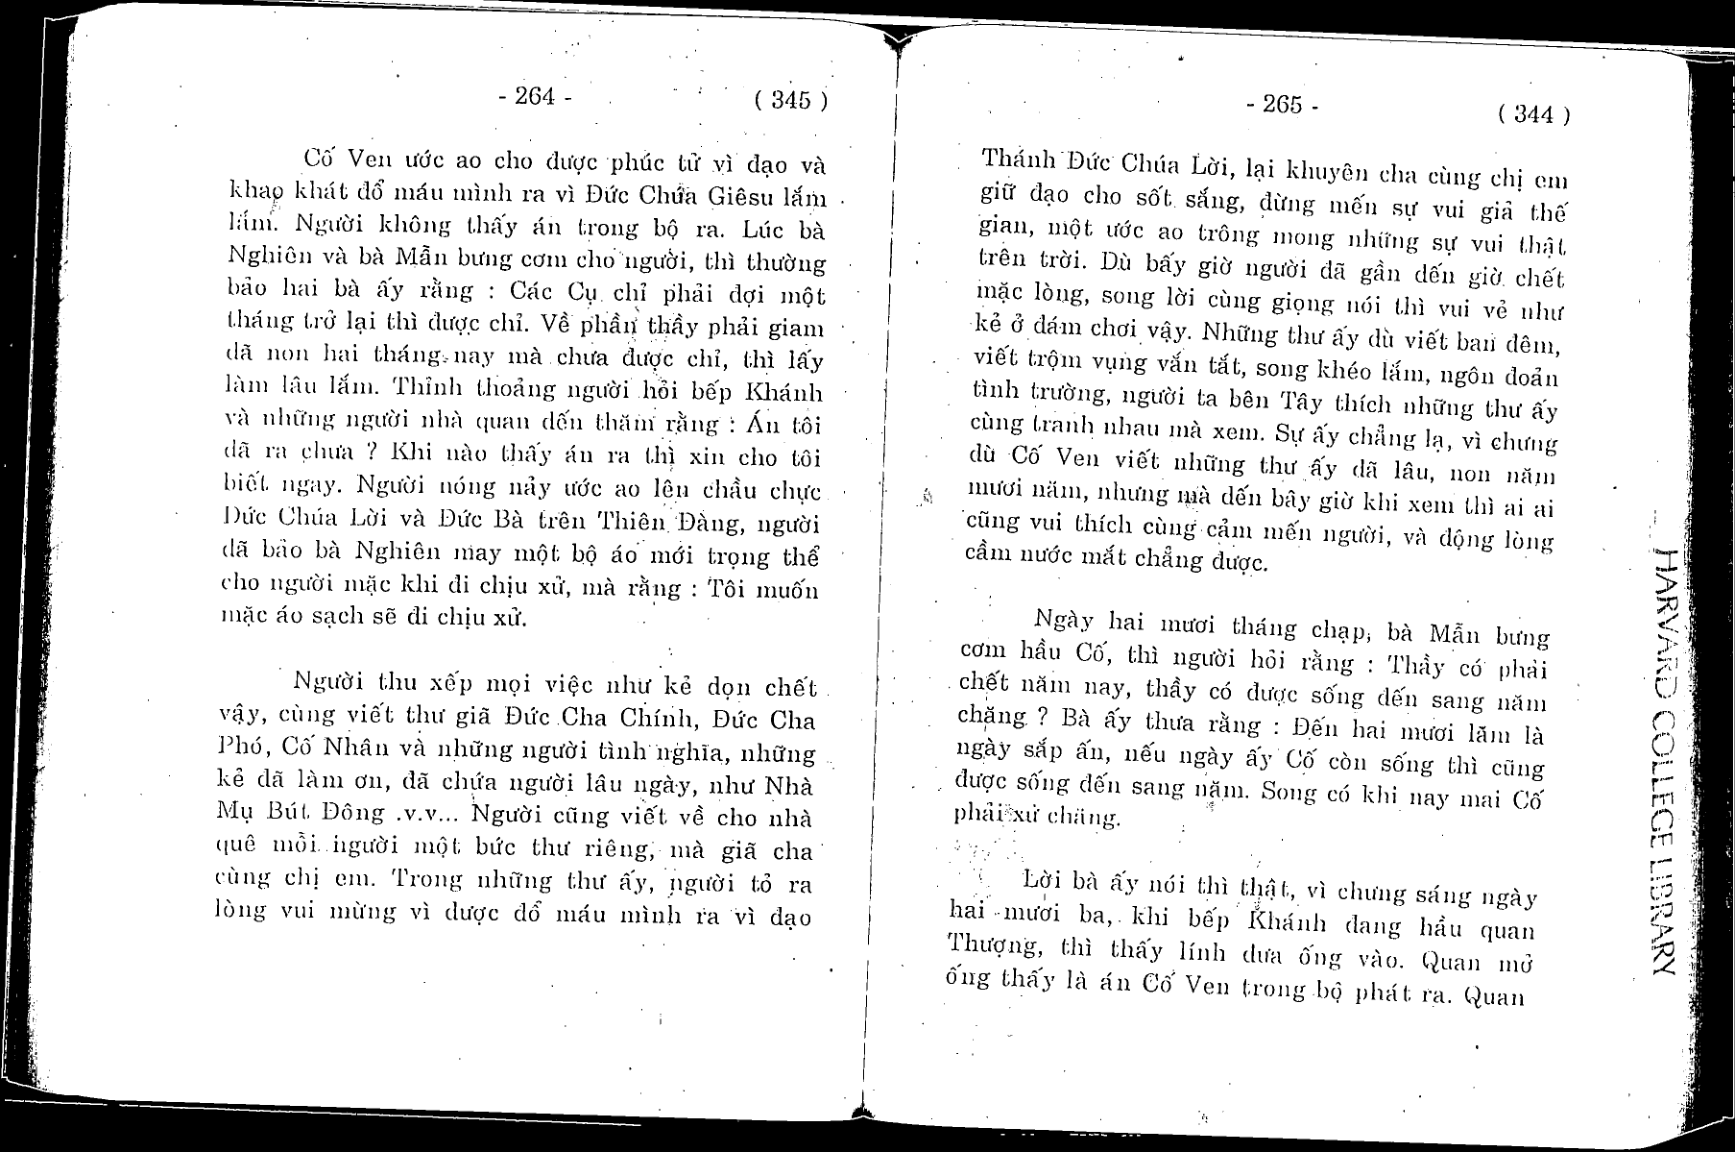 - 264 -
( 345 )
Cố Ven ước ao cho được phúc tử vì đạo và
khao khát đổ máu mình ra vì Đức Chúa Giêsu lắm
lắm. Người không thấy án trong bộ ra. Lúc bà
Nghiên và bà Mẫn bưng cơm cho người, thì thường
bảo hai bà ấy rằng : Các Cụ chỉ phải đợi một
tháng trở lại thì được chỉ. Về phần thầy phải giam
đã non hai tháng nay mà chưa được chỉ, thì lấy
làm lâu lắm. Thỉnh thoảng người hỏi bếp Khánh
và những người nhà quan đến thăm rằng : Án tôi
đã ra chưa ? Khi nào thấy án ra thì xin cho tôi
biết ngay. Người nóng nảy ước ao lên chầu chực
Đức Chúa Lời và Đức Bà trên Thiên Đàng, người
đã bảo bà Nghiên may một bộ áo mới trọng thể
cho người mặc khi đi chịu xử, mà rằng : Tôi muốn
mặc áo sạch sẽ đi chịu xử.
Người thu xếp mọi việc như kẻ dọn chết
vậy, cùng viết thư giã Đức Cha Chính, Đức Cha
Phó, Cố Nhân và những người tình nghĩa, những
kẻ đã làm ơn, đã chứa người lâu ngày, như Nhà
Mụ Bút Đông .v.v... Người cũng viết về cho nhà
quê mỗi người một bức thư riêng, mà giã cha
cùng chị em. Trong những thư ấy, người tỏ ra
lòng vui mừng vì được đổ máu mình ra vì đạo
- 265 -
( 344 )
Thánh Đức Chúa Lời, lại khuyên cha cùng chị em
giữ đạo cho sốt sắng, đừng mến sự vui giả thế
gian, một ước ao trông mong những sự vui thật
trên trời. Dù bấy giờ người đã gần đến giờ chết
mặc lòng, song lời cùng giọng nói thì vui vẻ như
kẻ ở đám chơi vậy. Những thư ấy dù viết ban đêm,
viết trộm vụng vắn tắt, song khéo lắm, ngôn đoản
tình trường, người ta bên Tây thích những thư ấy
cùng tranh nhau mà xem. Sự ấy chẳng lạ, vì chưng
dù Cố Ven viết những thư ấy đã lâu, non năm
mươi năm, nhưng mà đến bây giờ khi xem thì ai ai
cũng vui thích cùng cảm mến người, và động lòng
cầm nước mắt chẳng được.
Ngày hai mươi tháng chạp, bà Mẫn bưng
cơm hầu Cố, thì người hỏi rằng : Thầy có phải
chết năm nay, thầy có được sống đến sang năm
chăng ? Bà ấy thưa rằng : Đến hai mươi lăm là
ngày sắp ấn, nếu ngày ấy Cố còn sống thì cũng
được sống đến sang năm. Song có khi nay mai Cố
phải xử chăng.
Lời bà ấy nói thì thật, vì chưng sáng ngày
hai mươi ba, khi bếp Khánh đang hầu quan
Thượng, thì thấy lính đưa ống vào. Quan mở
ống thấy là án Cố Ven trong bộ phát ra. Quan
HARVARD COLLEGE LIBRARY